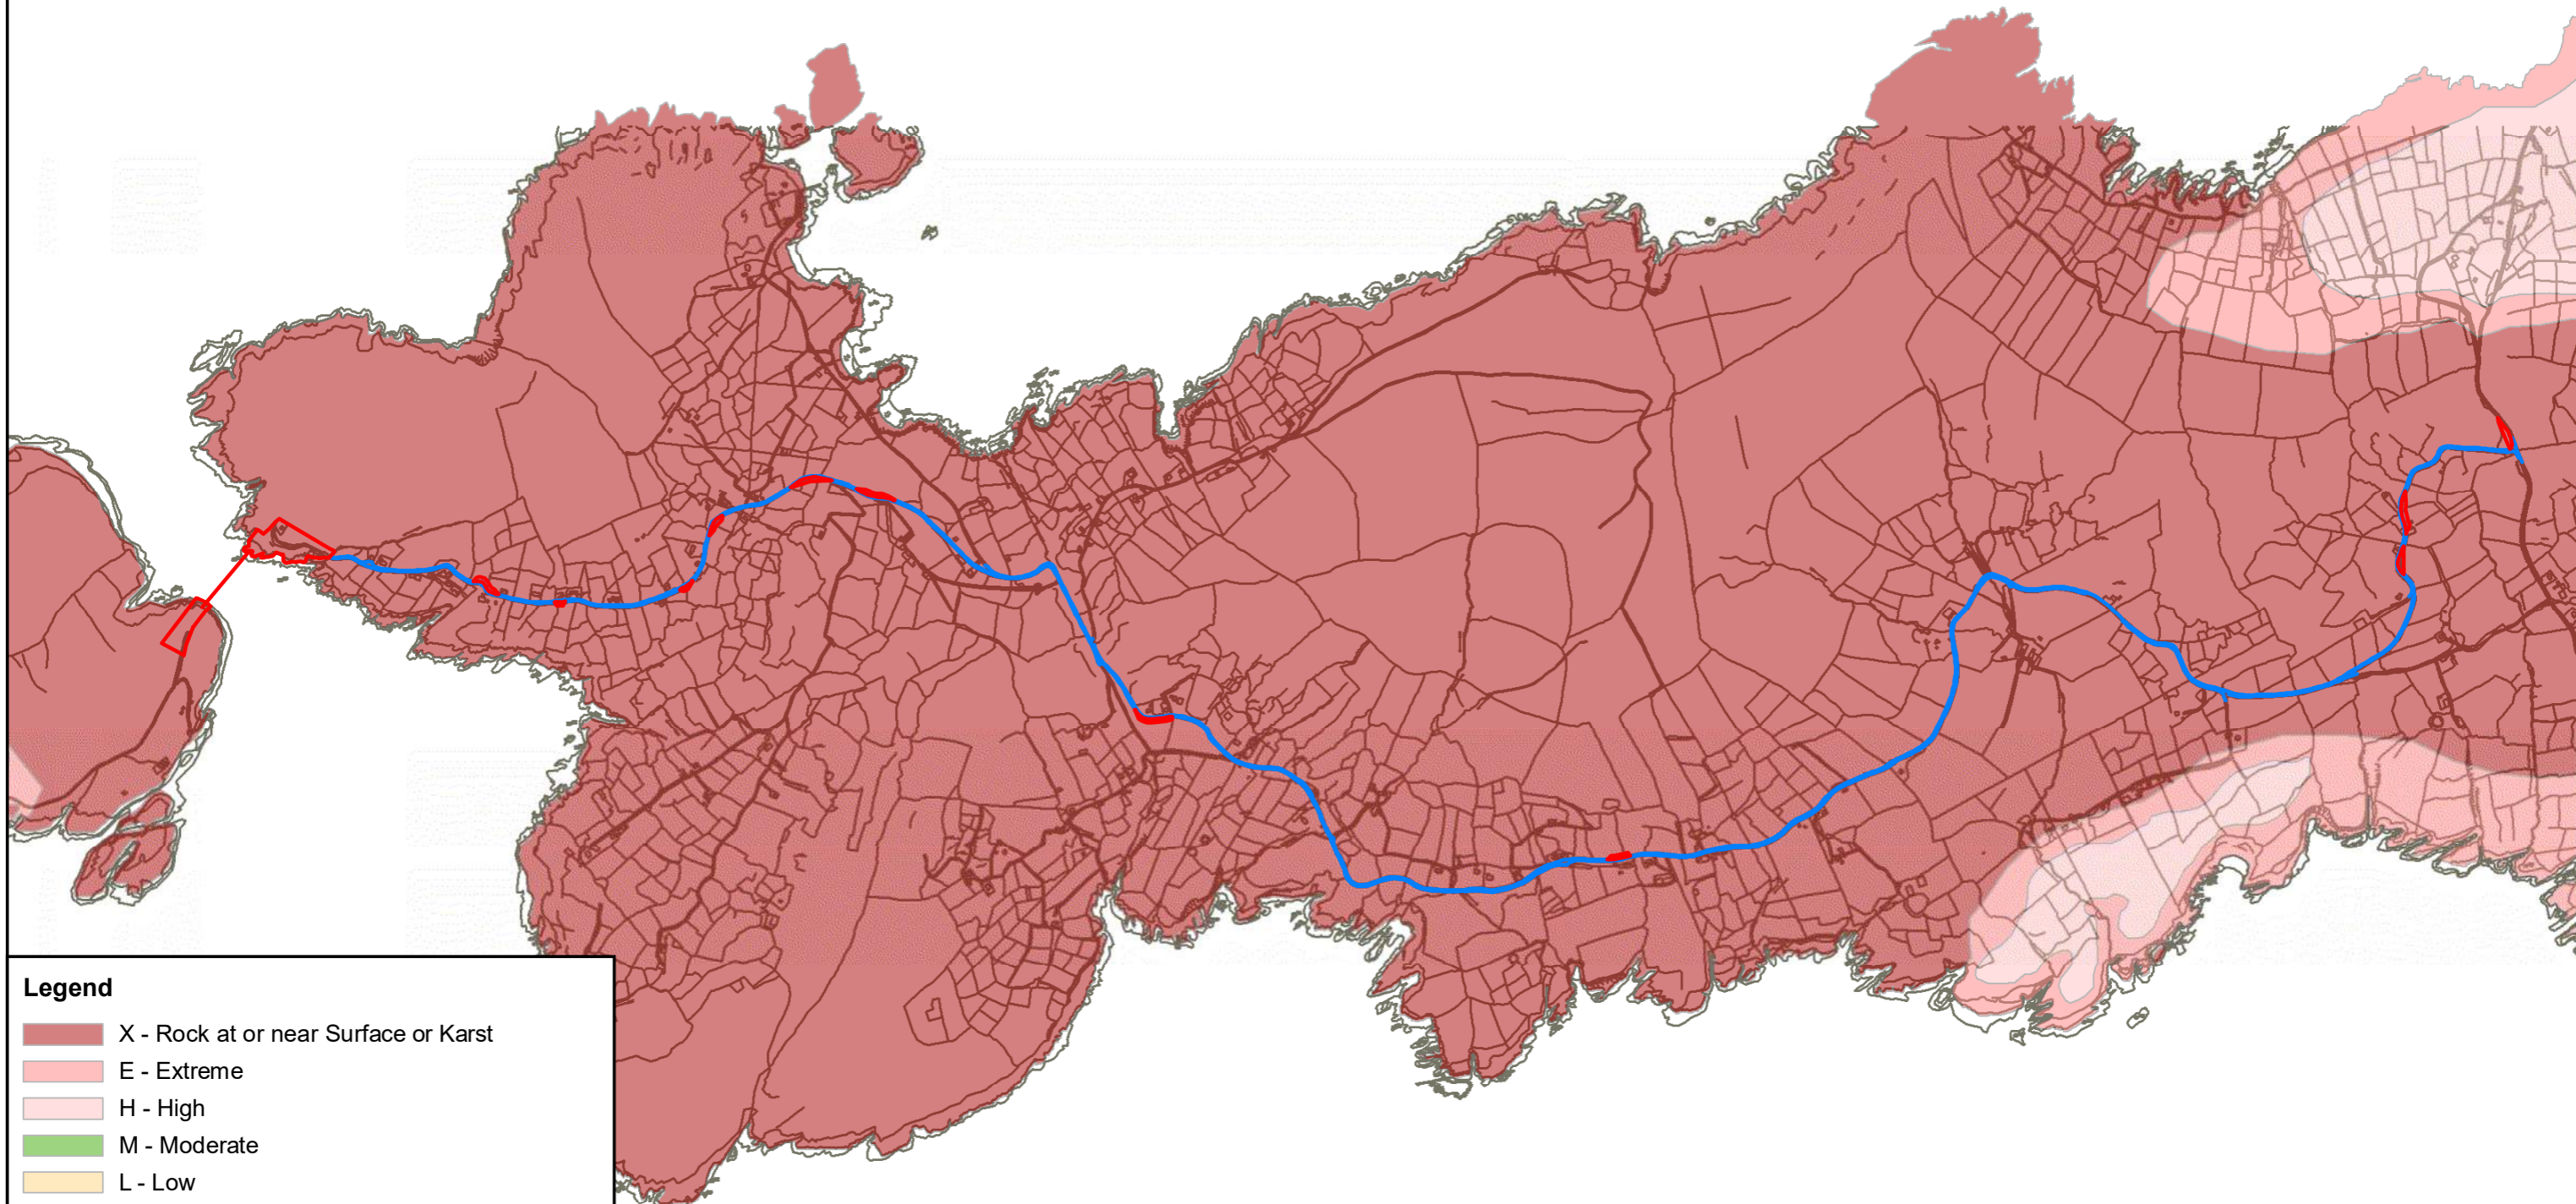 Legend
X - Rock at or near Surface or Karst
E - Extreme
H - High
M - Moderate
L - Low